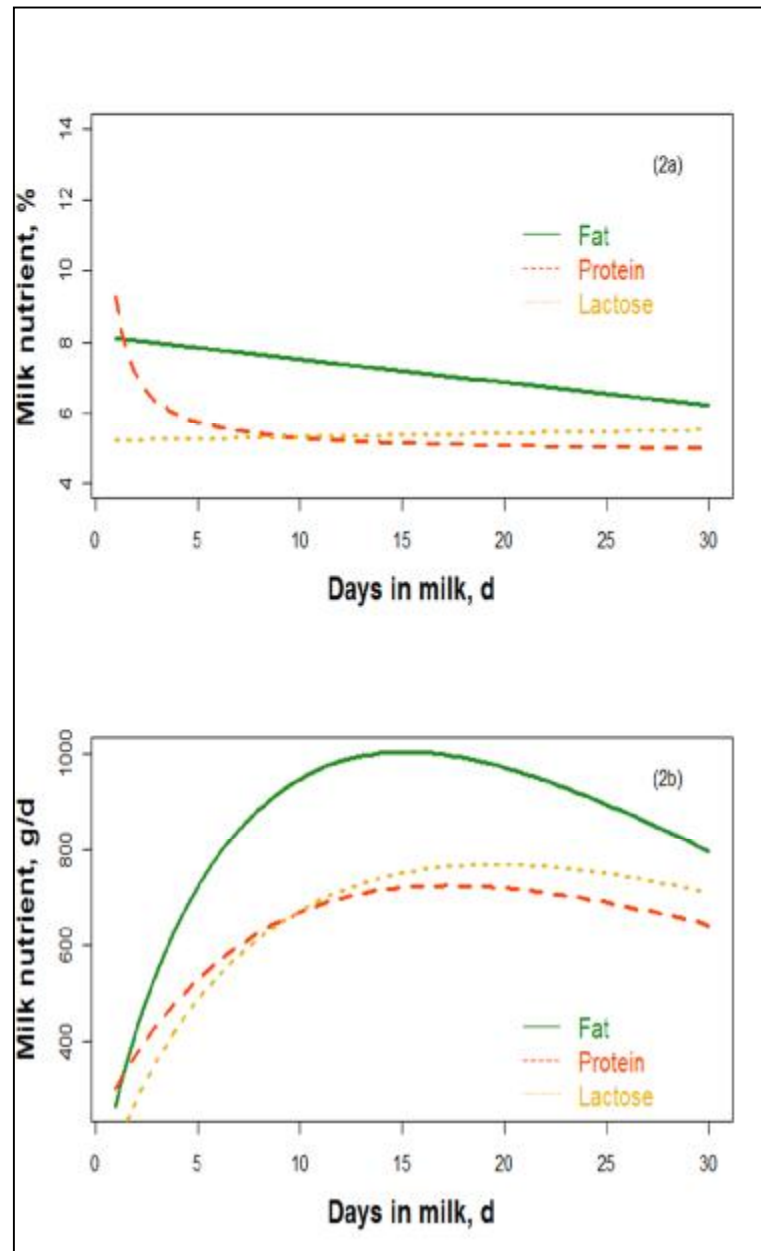 14
12
10
8
6
4
Milk nutrient, %
(2a)
Fat
Protein
Lactose
0 5 10 15 20 25 30
Days in milk, d
1000
800
600
400
Milk nutrient, g/d
(2b)
Fat
Protein
Lactose
0 5 10 15 20 25 30
Days in milk, d